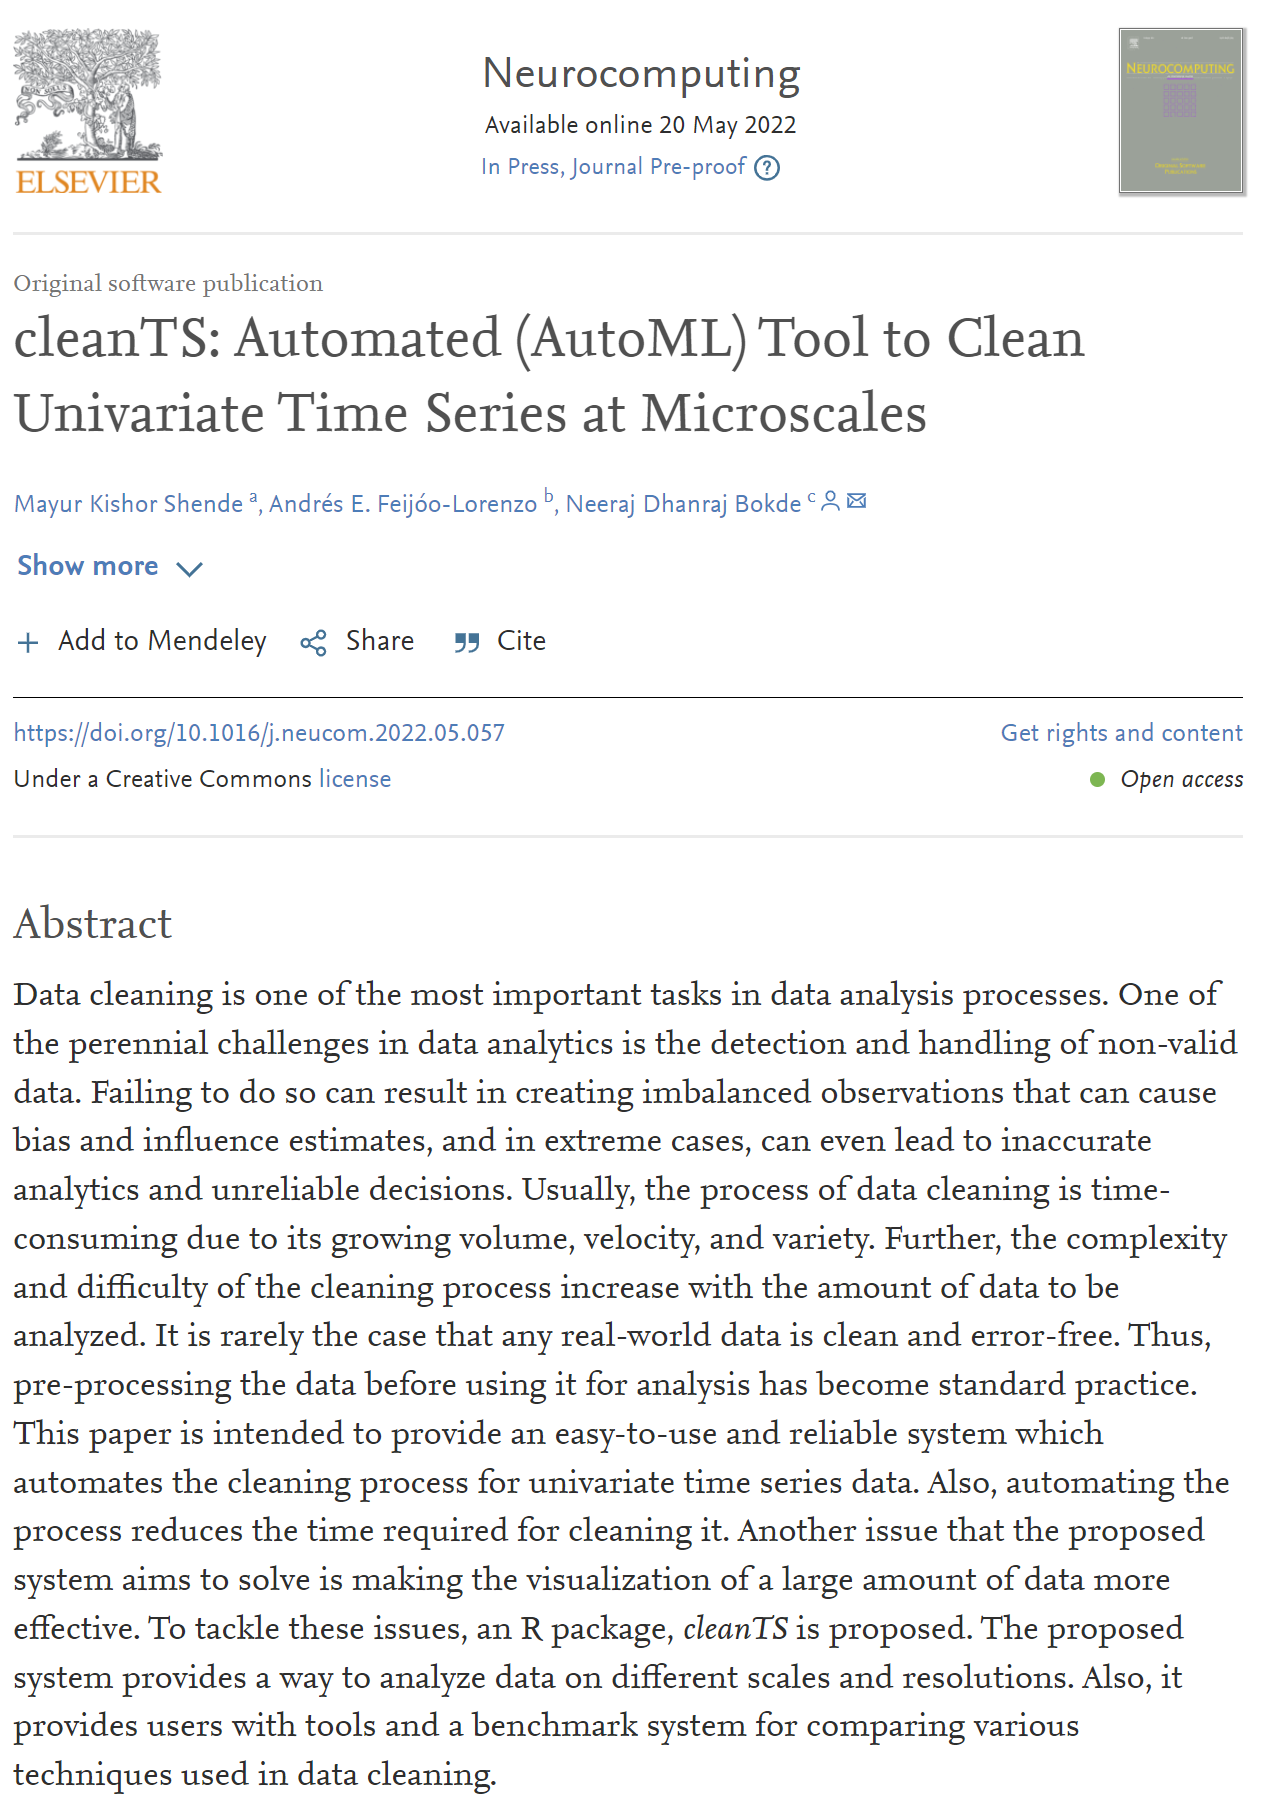 ELSEVIER
Neurocomputing
Available online 20 May 2022
In Press, Journal Pre-proof ?
NEUROCOMPUTING
Original software publication
cleanTS: Automated (AutoML) Tool to Clean
Univariate Time Series at Microscales
Mayur Kishor Shende a, Andrés E. Feijóo-Lorenzo b, Neeraj Dhanraj Bokde c
Show more
Add to Mendeley Share Cite
https://doi.org/10.1016/j.neucom.2022.05.057 Get rights and content
Under a Creative Commons license Open access
Abstract
Data cleaning is one of the most important tasks in data analysis processes. One of
the perennial challenges in data analytics is the detection and handling of non-valid
data. Failing to do so can result in creating imbalanced observations that can cause
bias and influence estimates, and in extreme cases, can even lead to inaccurate
analytics and unreliable decisions. Usually, the process of data cleaning is time-
consuming due to its growing volume, velocity, and variety. Further, the complexity
and difficulty of the cleaning process increase with the amount of data to be
analyzed. It is rarely the case that any real-world data is clean and error-free. Thus,
pre-processing the data before using it for analysis has become standard practice.
This paper is intended to provide an easy-to-use and reliable system which
automates the cleaning process for univariate time series data. Also, automating the
process reduces the time required for cleaning it. Another issue that the proposed
system aims to solve is making the visualization of a large amount of data more
effective. To tackle these issues, an R package, cleanTS is proposed. The proposed
system provides a way to analyze data on different scales and resolutions. Also, it
provides users with tools and a benchmark system for comparing various
techniques used in data cleaning.